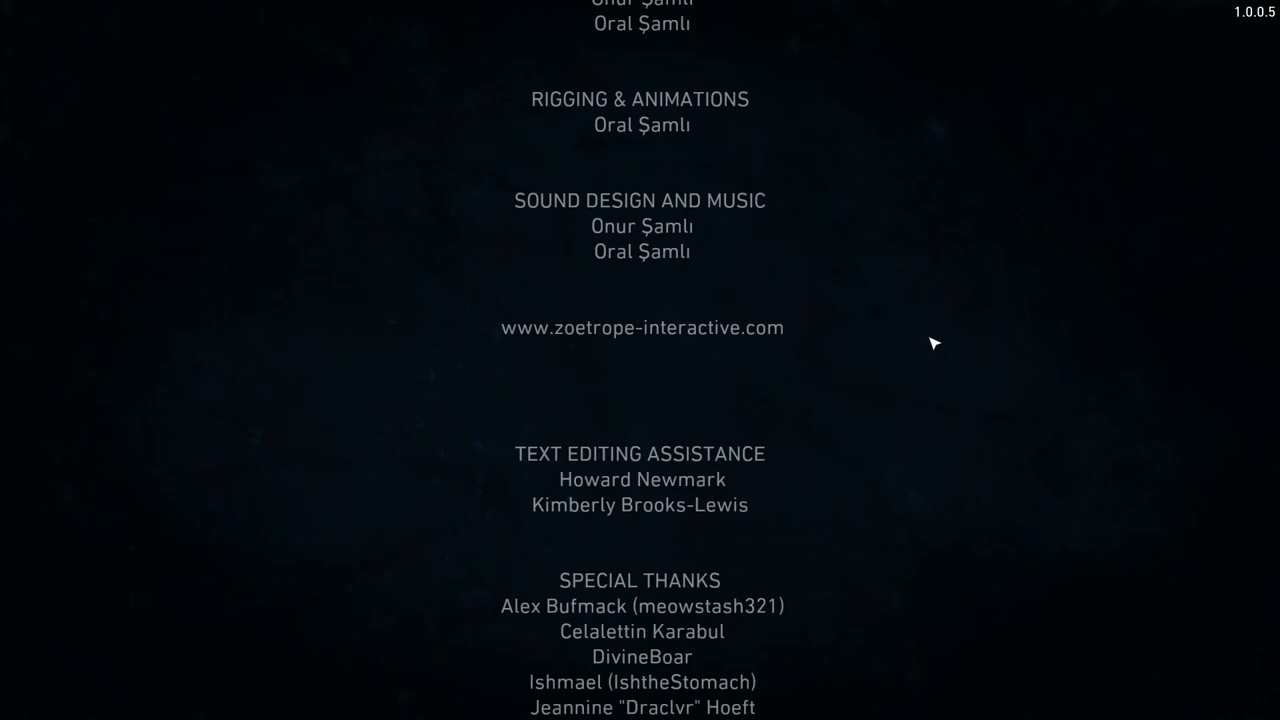 1.0.0.5
Onur Şamlı
Oral Şamlı
RIGGING & ANIMATIONS
Oral Şamlı
SOUND DESIGN AND MUSIC
Onur Şamlı
Oral Şamlı
www.zoetrope-interactive.com
TEXT EDITING ASSISTANCE
Howard Newmark
Kimberly Brooks-Lewis
SPECIAL THANKS
Alex Bufmack (meowstash321)
Celalettin Karabul
DivineBoar
Ishmael (IshtheStomach)
Jeannine "Draclvr" Hoeft